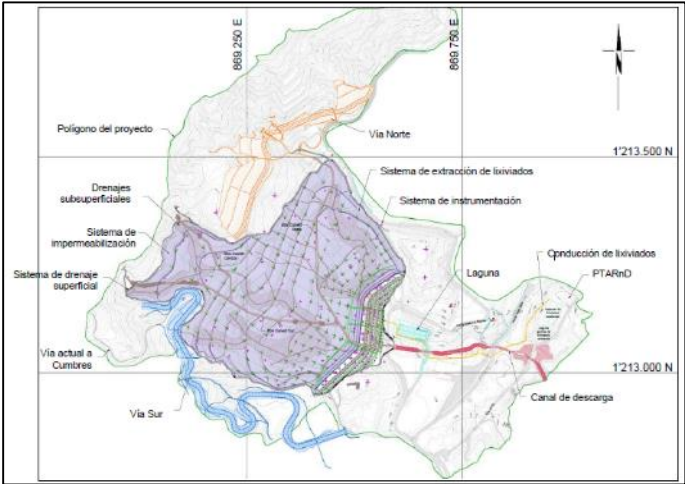 869.250 E
869.750 E
Polígono del proyecto
Vía Norte
1'213.500 N
Sistema de extracción de lixiviados
Drenajes
subsuperficiales
Sistema de instrumentación
Sistema de
impermeabilización
Conducción de lixiviados
Sistema de drenaje
superficial
Laguna
PTARnD
Vía actual a
Cumbres
1'213.000 N
Vía Sur
Canal de descarga